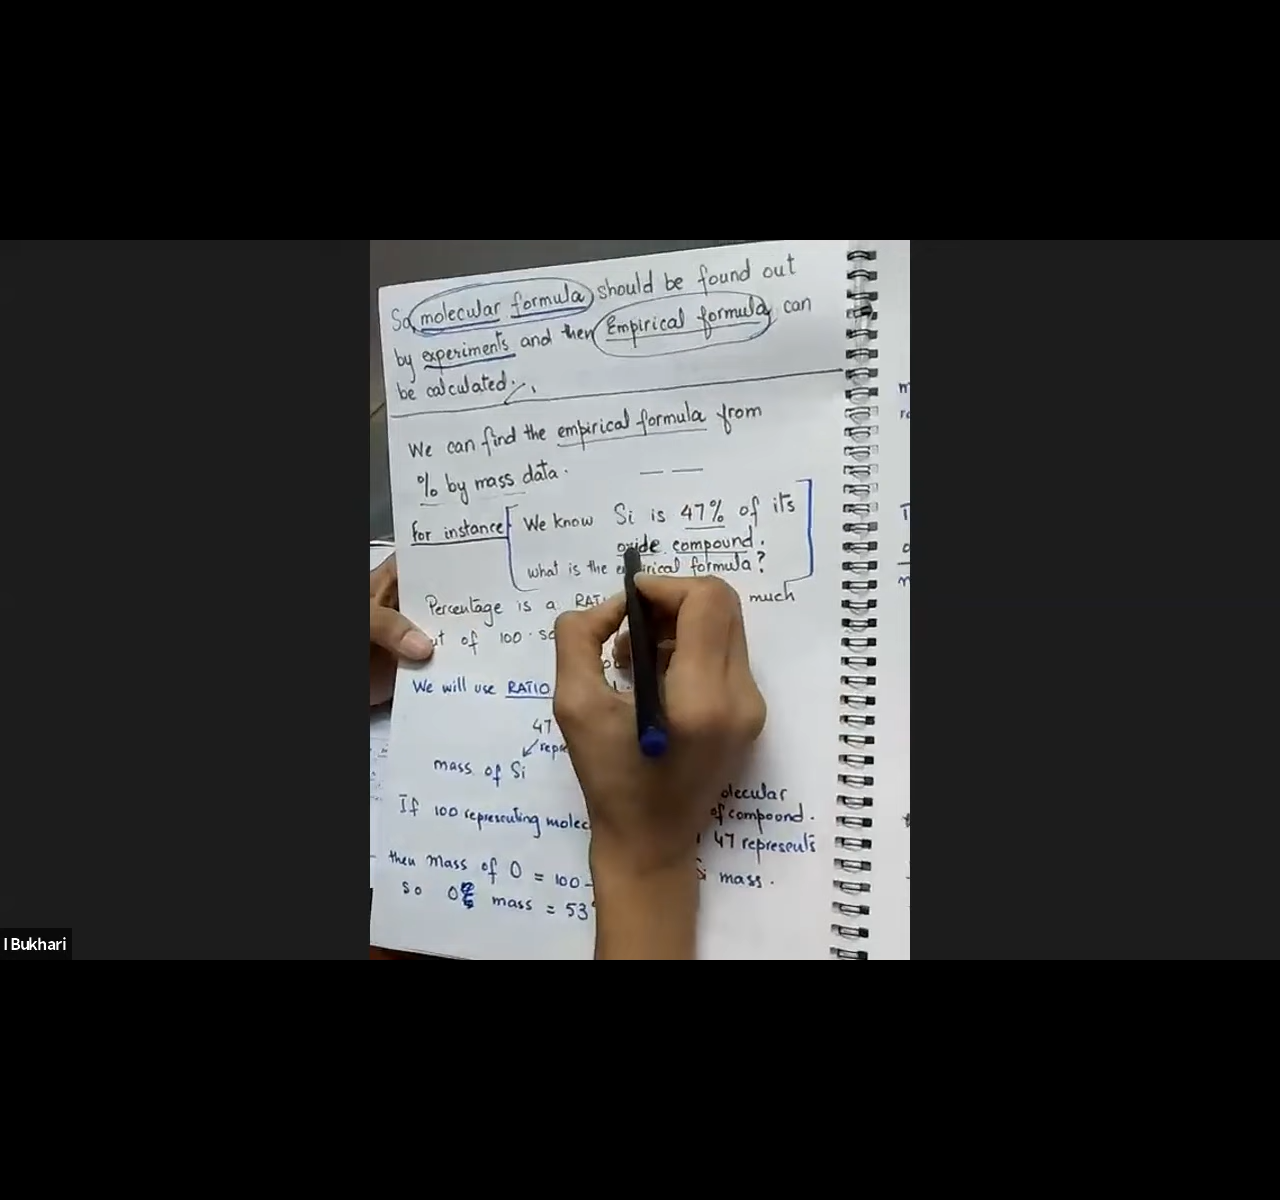 So, molecular formula should be found out
by experiments and then Empirical formula can
be calculated.
We can find the empirical formula from
% by mass data.
For instance
We know Si is 47% of its
oxide compound.
what is the empirical formula?
Percentage is a much
of 100. so
We will use RATIO
47
mass of Si
olecular
of compound.
If 100 representing molec
47 represents
Si mass.
then mass of O = 100 -
so O mass = 53
I Bukhari